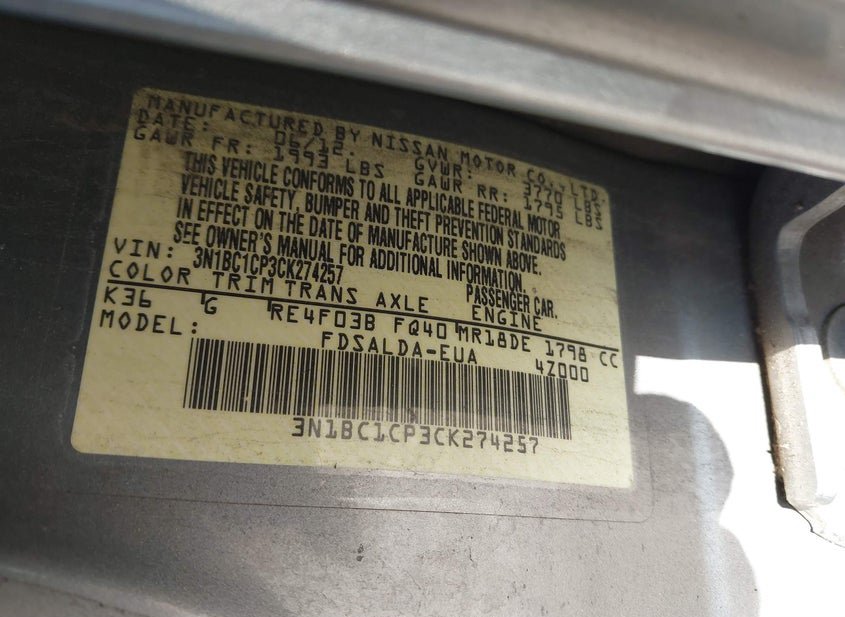 MANUFACTURED BY NISSAN MOTOR CO., LTD.
DATE: 06/12. GVWR: 3770 LBS
GAWR FR: 1993 LBS GAWR RR: 1795 LB
THIS VEHICLE CONFORMS TO ALL APPLICABLE FEDERAL MOTOR
VEHICLE SAFETY, BUMPER AND THEFT PREVENTION STANDARDS
IN EFFECT ON THE DATE OF MANUFACTURE SHOWN ABOVE.
SEE OWNER'S MANUAL FOR ADDITIONAL INFORMATION.
VIN: 3N1BC1CP3CK274257 PASSENGER CAR.
COLOR TRIM TRANS AXLE ENGINE
K36 G RE4F03B FQ40 MR18DE 1798 CC
MODEL: FDSALDA-EUA 4Z000
3N1BC1CP3CK274257